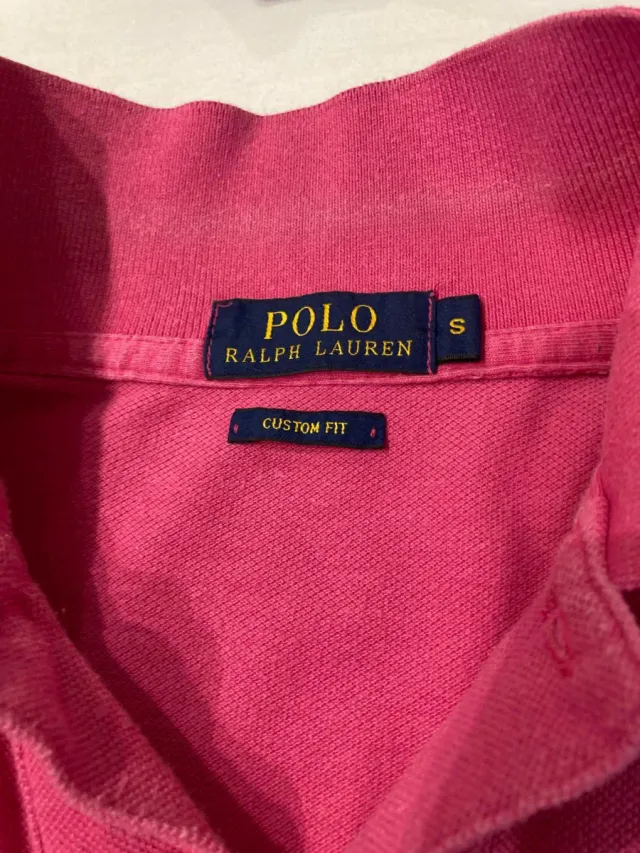 POLO
RALPH LAUREN
S
CUSTOM FIT